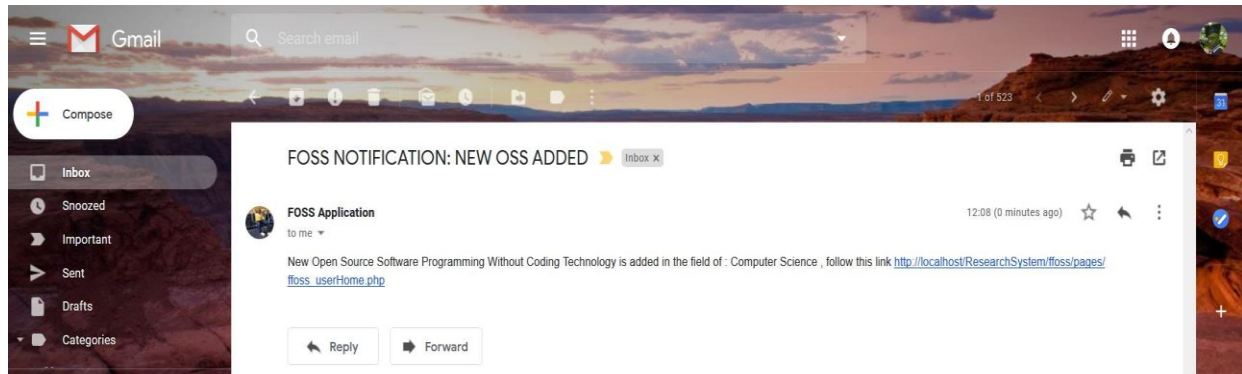 Gmail
Search email
Compose
1 of 523
31
Inbox
Snoozed
Important
Sent
Drafts
Categories
FOSS NOTIFICATION: NEW OSS ADDED
Inbox x
FOSS Application
12:08 (0 minutes ago)
to me
New Open Source Software Programming Without Coding Technology is added in the field of : Computer Science , follow this link http://localhost/ResearchSystem/ffoss/pages/
ffoss_userHome.php
Reply
Forward